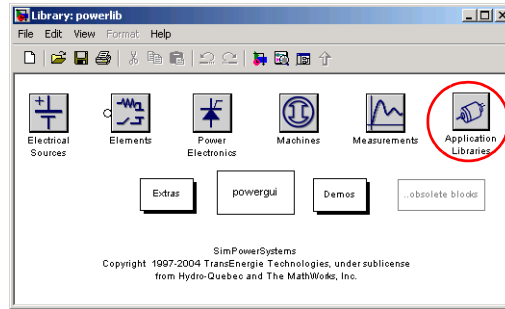 Library: powerlib
File Edit View Format Help
Electrical Sources
Elements
Power Electronics
Machines
Measurements
Application Libraries
Extras
powergui
Demos
..obsolete blocks
SimPowerSystems
Copyright 1997-2004 TransEnergie Technologies, under sublicense
from Hydro-Quebec and The MathWorks, Inc.